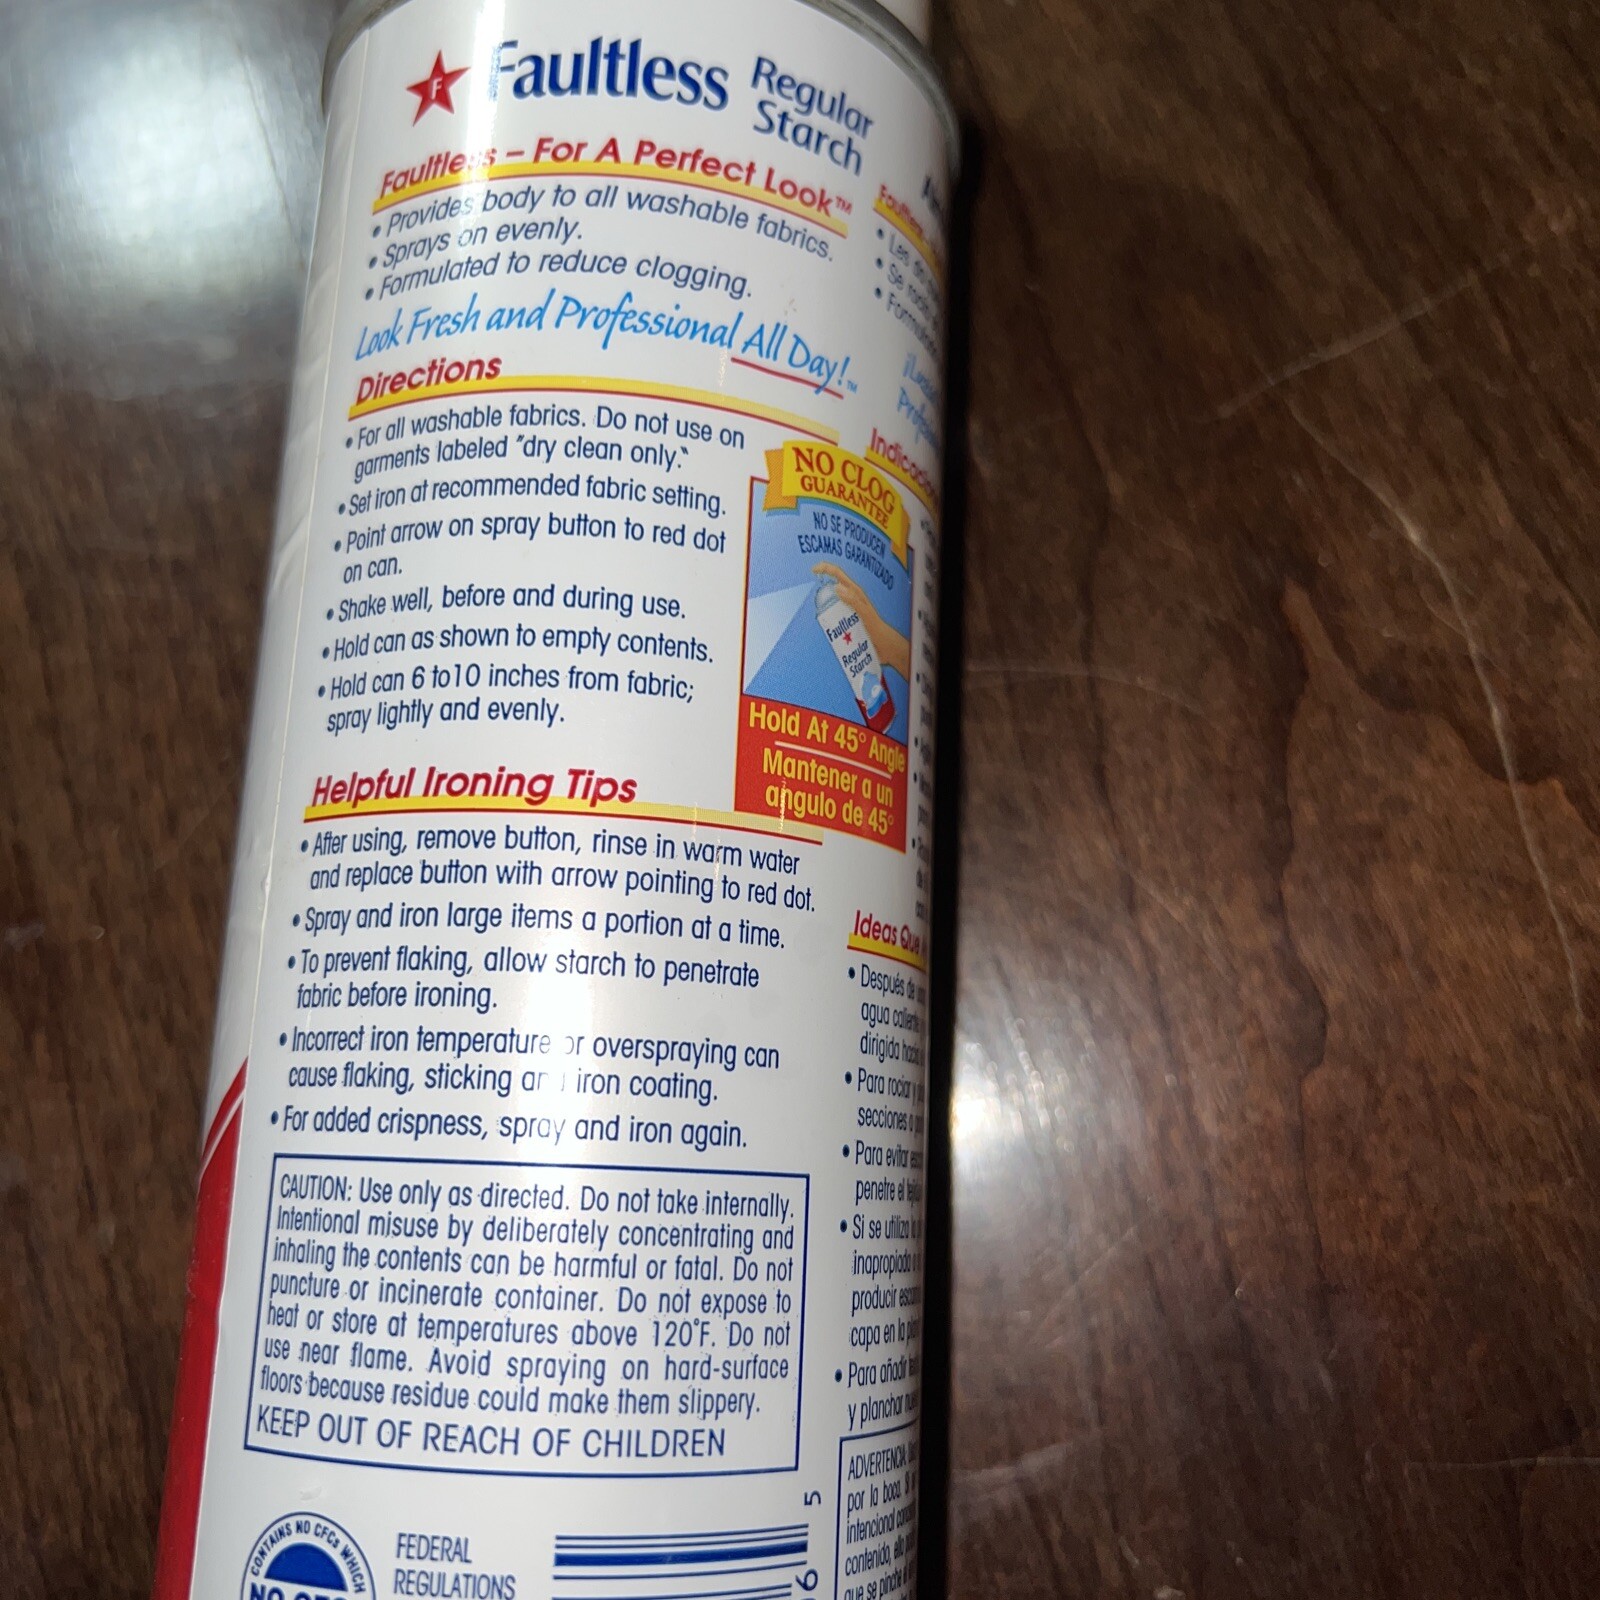 F
Faultless Regular
Starch
Faultless – For A Perfect Look™
• Provides body to all washable fabrics.
• Sprays on evenly.
• Formulated to reduce clogging.
Look Fresh and Professional All Day!™
Directions
• For all washable fabrics. Do not use on
garments labeled "dry clean only."
• Set iron at recommended fabric setting.
• Point arrow on spray button to red dot
on can.
• Shake well, before and during use.
• Hold can as shown to empty contents.
• Hold can 6 to10 inches from fabric;
spray lightly and evenly.
NO CLOG
GUARANTEE
NO SE PRODUCEN
ESCAMAS GARANTIZADO
Faultless
Regular
Starch
Hold At 45° Angle
Mantener a un
angulo de 45°
Helpful Ironing Tips
• After using, remove button, rinse in warm water
and replace button with arrow pointing to red dot.
• Spray and iron large items a portion at a time.
• To prevent flaking, allow starch to penetrate
fabric before ironing.
• Incorrect iron temperature or overspraying can
cause flaking, sticking and iron coating.
• For added crispness, spray and iron again.
CAUTION: Use only as directed. Do not take internally.
Intentional misuse by deliberately concentrating and
inhaling the contents can be harmful or fatal. Do not
puncture or incinerate container. Do not expose to
heat or store at temperatures above 120°F. Do not
use near flame. Avoid spraying on hard-surface
floors because residue could make them slippery.
KEEP OUT OF REACH OF CHILDREN
CONTAINS NO CFCs WHICH
FEDERAL
REGULATIONS
5
• Les
• Se
•
Ideas Que
• Después de
agua
dirigida
• Para rociar y
secciones
• Para evitar
penetre el
• Si se utiliza
inapropiada
producir
capa en la
• Para añadir
y planchar
ADVERTENCIA:
por la boca. Si
intencional
contenido,
que se pinche